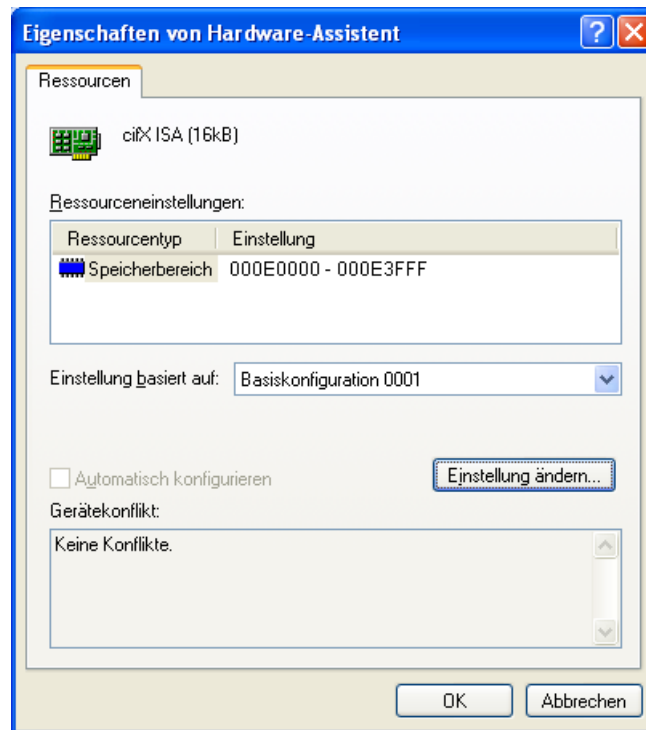 Eigenschaften von Hardware-Assistent
Ressourcen
cifX ISA (16kB)
Ressourceneinstellungen:
Ressourcentyp Einstellung
Speicherbereich 000E0000 - 000E3FFF
Einstellung basiert auf: Basiskonfiguration 0001
Automatisch konfigurieren Einstellung ändern...
Gerätekonflikt:
Keine Konflikte.
OK Abbrechen